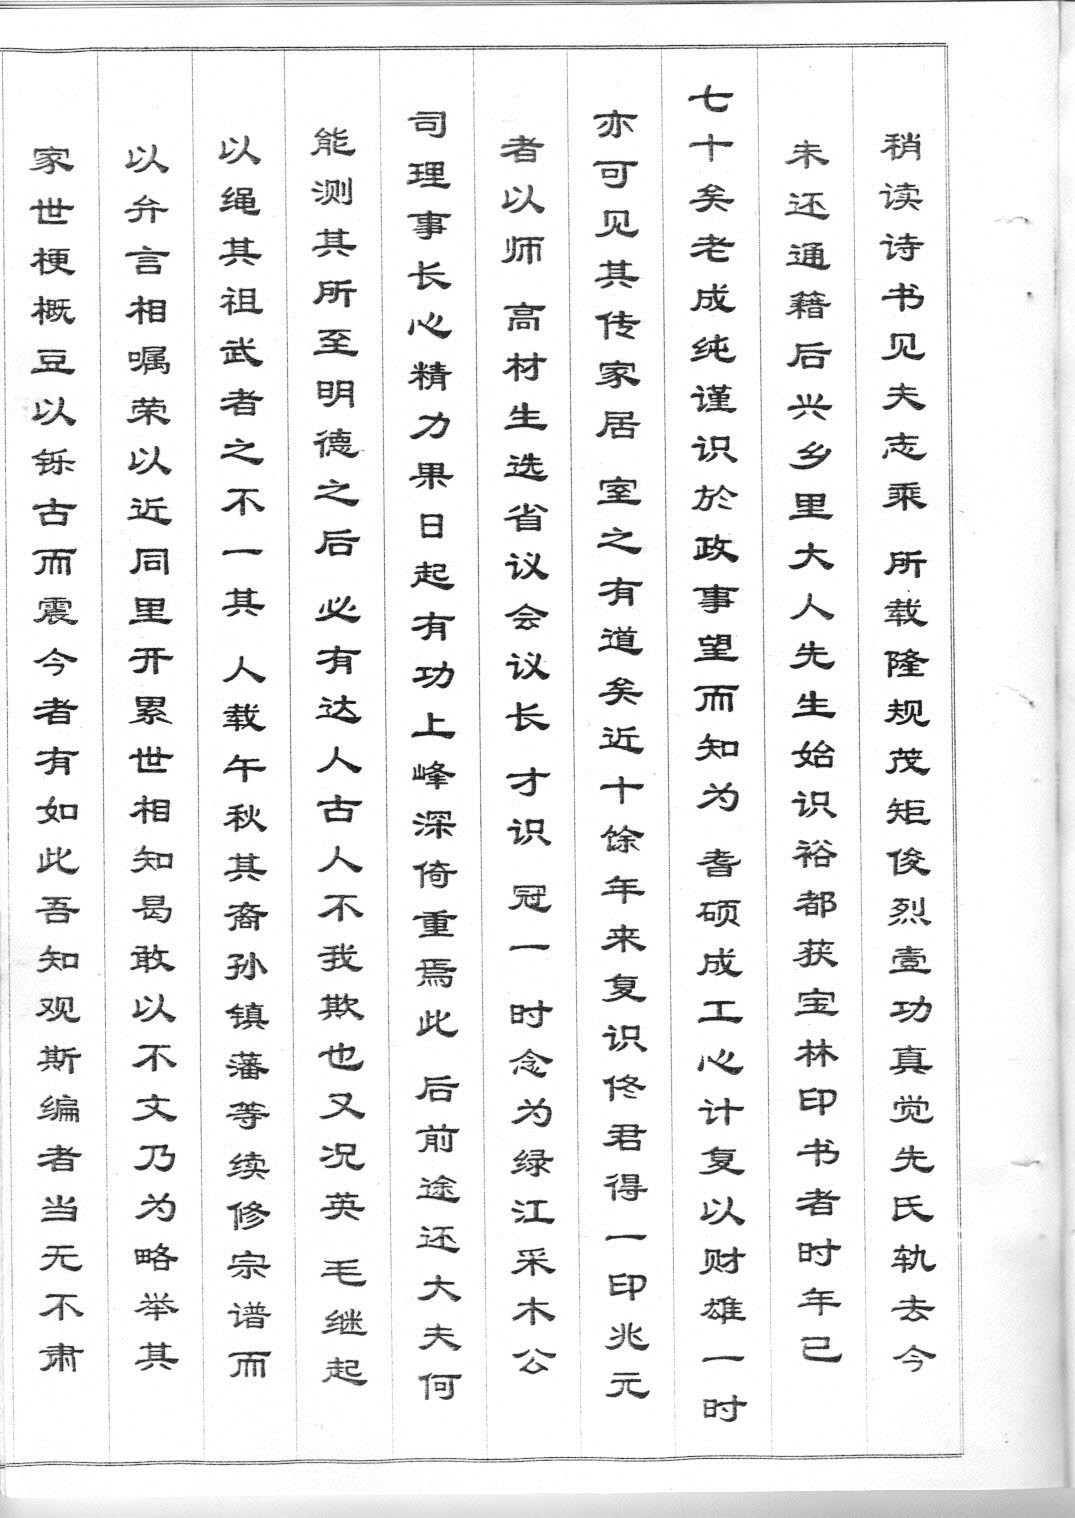 稍读诗书见夫志乘所载隆规茂矩俊烈壹功真觉先氏轨去今
未还通籍后兴乡里大人先生始识裕都获宝林印书者时年已
七十矣老成纯谨识於政事望而知为耆硕成工心计复以财雄一时
亦可见其传家居室之有道矣近十馀年来复识佟君得一印兆元
者以师高材生选省议会议长才识冠一时念为绿江采木公
司理事长心精力果日起有功上峰深倚重焉此后前途还大夫何
能测其所至明德之后必有达人古人不我欺也又况英毛继起
以绳其祖武者之不一其人载午秋其裔孙镇藩等续修宗谱而
以弁言相嘱荣以近同里开累世相知曷敢以不文乃为略举其
家世梗概豆以铄古而震今者有如此吾知观斯编者当无不肃